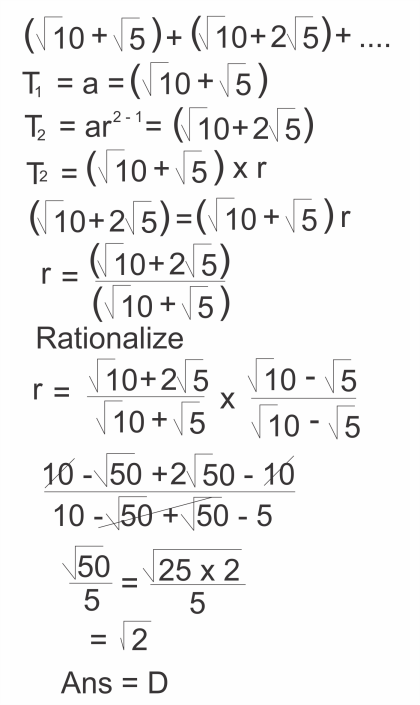 (√10 + √5) + (√10+2√5)+ ....
T₁ = a = (√10 + √5)
T₂ = ar²⁻¹= (√10+2√5)
T₂ = (√10 + √5) x r
(√10+2√5)=(√10 + √5) r
r = (√10+2√5)
(√10 + √5)
Rationalize
r = √10+2√5 x √10 - √5
√10 + √5 √10 - √5
10 -√50 +2√50 - 10
10 -√50 +√50 - 5
√50 = √25 x 2
5 5
= √2
Ans = D